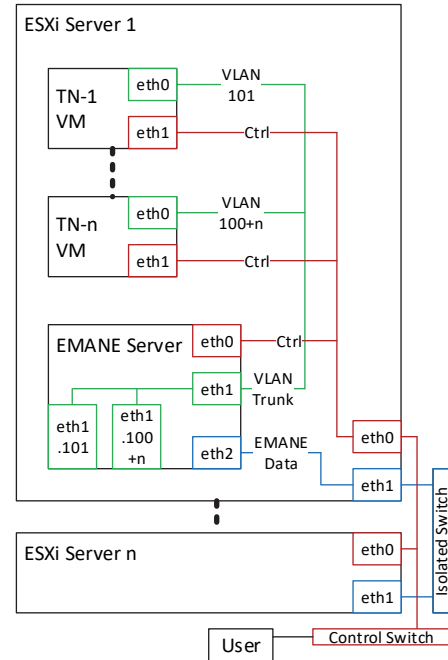 ESXi Server 1
TN-1
VM
eth0
VLAN
101
eth1
Ctrl
TN-n
VM
eth0
VLAN
100+n
eth1
Ctrl
EMANE Server
eth0
Ctrl
eth1
VLAN
Trunk
eth1
.101
eth1
.100
+n
eth2
EMANE
Data
eth0
eth1
Isolated Switch
ESXi Server n
eth0
eth1
User
Control Switch